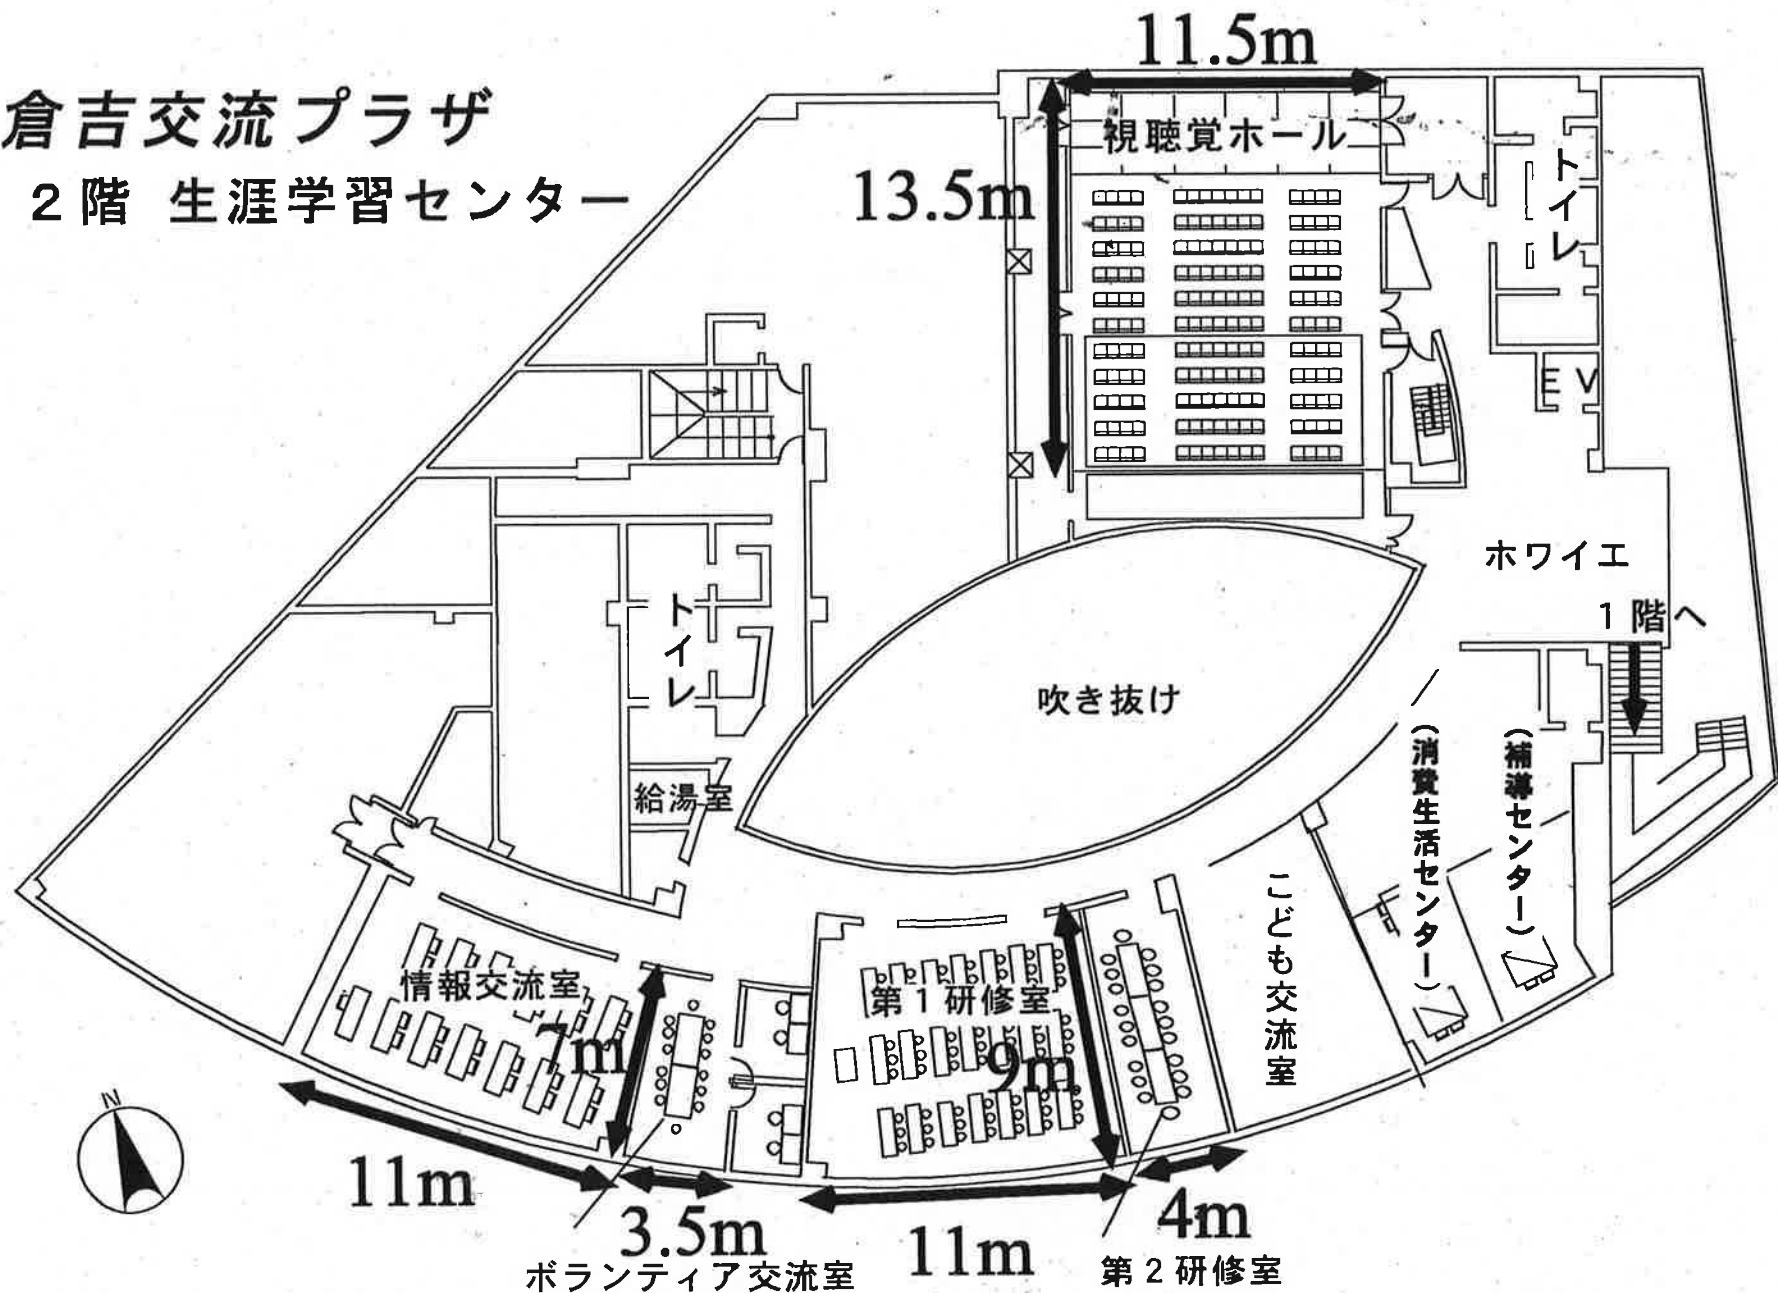 倉吉交流プラザ
2階 生涯学習センター
11.5m
視聴覚ホール
13.5m
トイレ
EV
ホワイエ
1階へ
トイレ
吹き抜け
給湯室
(消費生活センター)
(補導センター)
こども交流室
情報交流室
第1研修室
7m
9m
N
11m
3.5m
11m
4m
ボランティア交流室
第2研修室